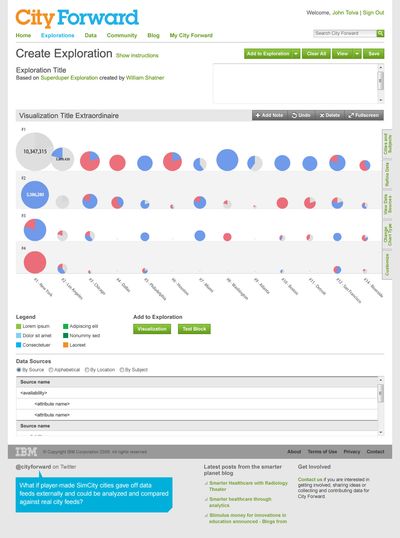 City Forward
Welcome, John Tolva | Sign Out
Home Explorations Data Community Blog My City Forward
Search City Forward
Create Exploration Show instructions
Add to Exploration Clear All View Save
Exploration Title
Based on Superduper Exploration created by William Shatner
Visualization Title Extraordinaire
Add Note Undo Delete Fullscreen
#1
10,347,315
#2
5,386,280
#3
#4
Cities and Subjects
Refine Data
View Data Sources
Change Chart Type
Customize
#1 - New York
#2 - Los Angeles
#3 - Chicago
#4 - Dallas
#5 - Philadelphia
#6 - Houston
#7 - Miami
#8 - Washington
#9 - Atlanta
#10 - Boston
#11 - Detroit
#12 - San Francisco
#14 - Riverside
Legend
Lorem ipsum Adipiscing elit
Dolor sit amet Nonummy sed
Consectetuer Laoreet
Add to Exploration
Visualization Text Block
Data Sources
By Source Alphabetical By Location By Subject
Source name
<availability>
<attribute name>
<attribute name>
Source name
IBM © Copyright IBM Corporation 2009. All rights reserved.
About Terms of Use Privacy Contact
@cityforward on Twitter
What if player-made SimCity cities gave off data
feeds externally and could be analyzed and compared
against real city feeds?
Latest posts from the smarter
planet blog
Smarter Healthcare with Radiology
Theater
Smarter healthcare through
analytics
Stimulus money for innovations in
education announced - Blogs from
Get Involved
Contact us if you are interested in
getting involved, sharing ideas or
collecting and contributing data for
City Forward.